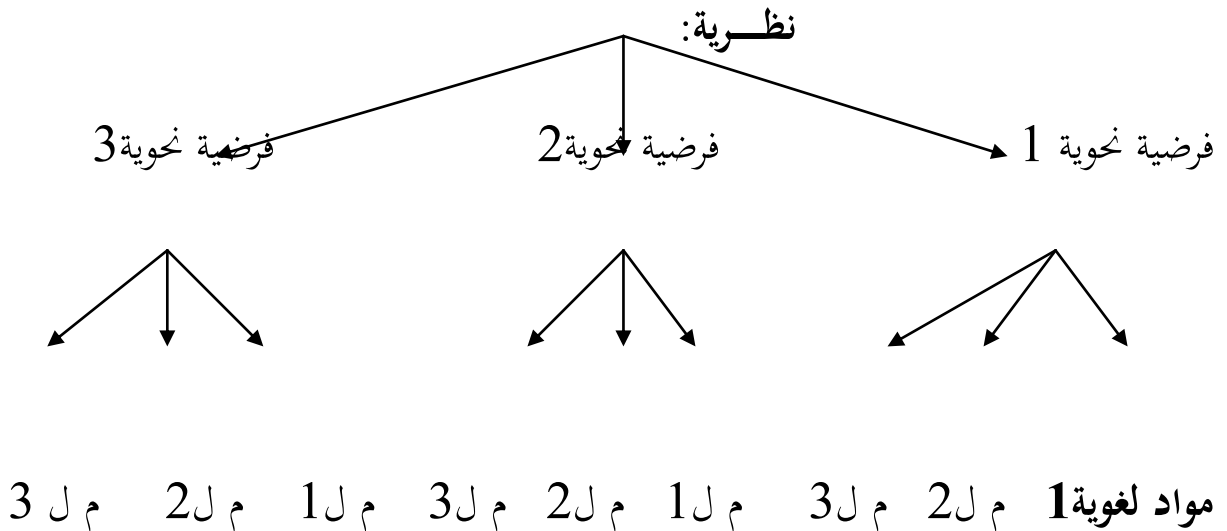 نظــرية:
فرضية نحوية 1 فرضية نحوية2 فرضية نحوية3
مواد لغوية1 م ل2 م ل3 م ل1 م ل2 م ل3 م ل1 م ل2 م ل 3